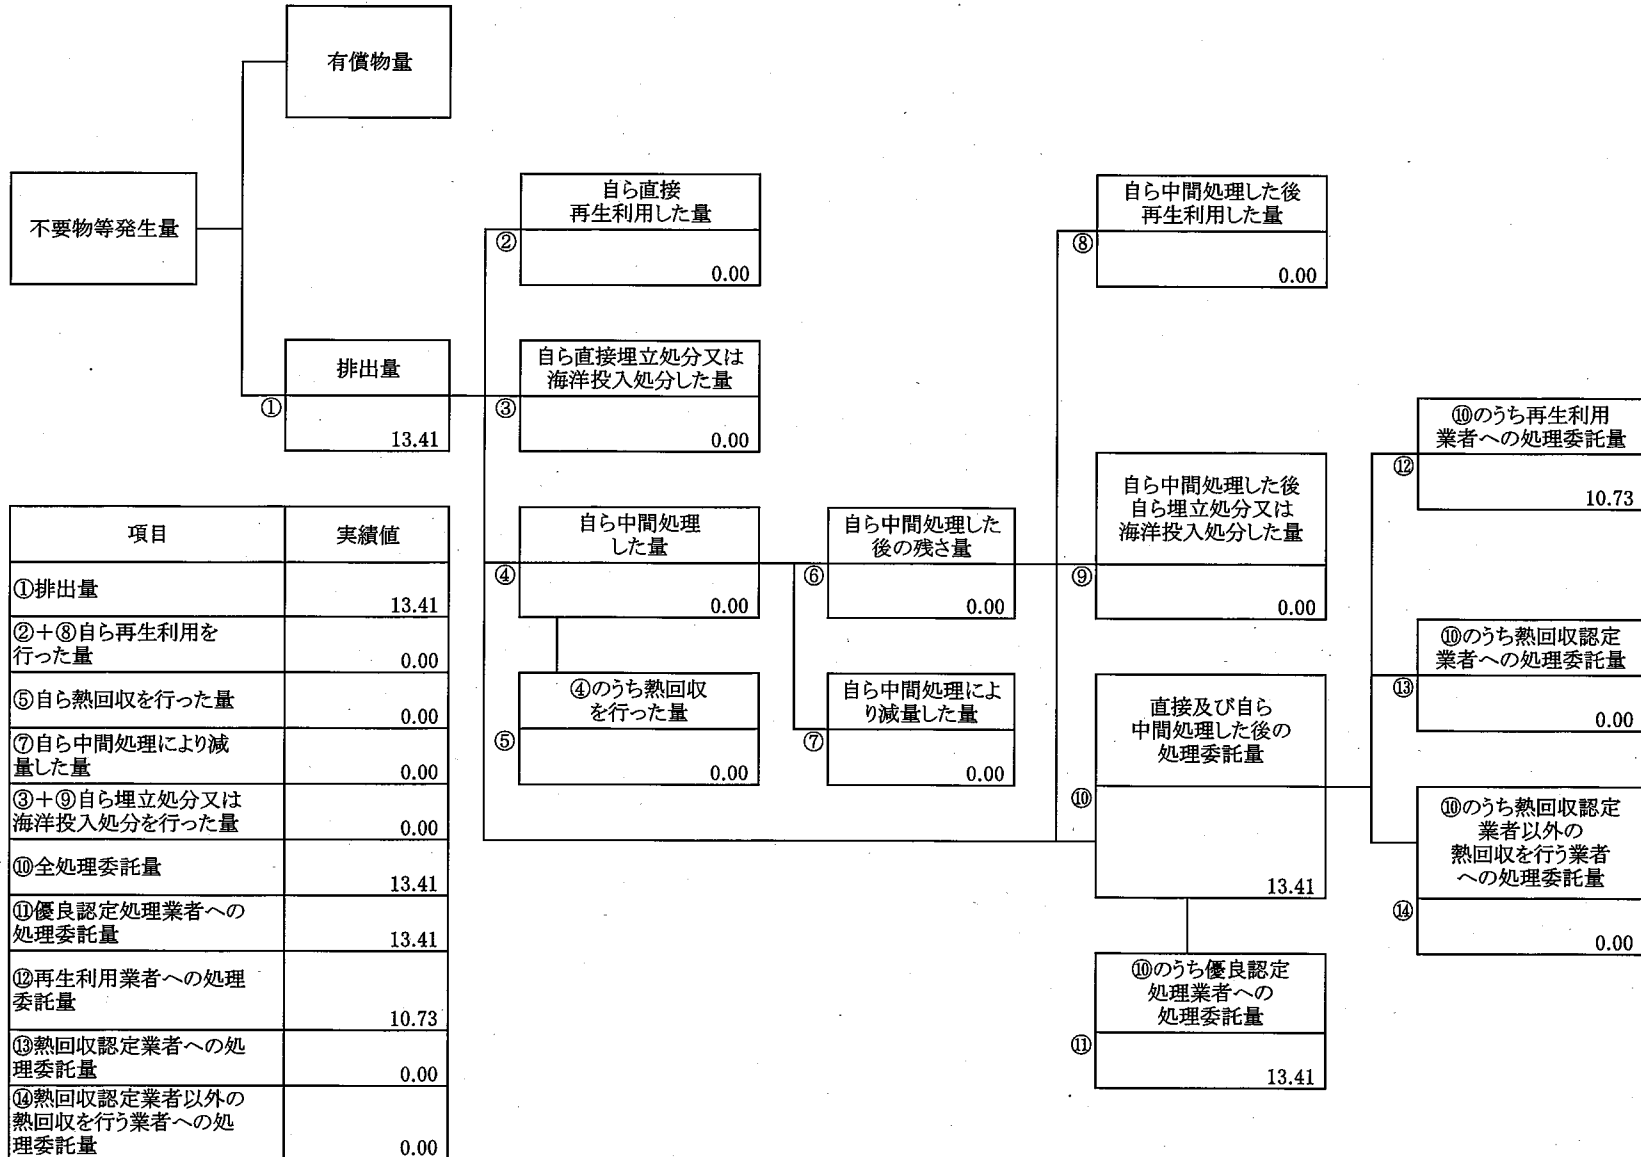 有償物量
不要物等発生量
排出量
①
13.41
自ら直接
再生利用した量
②
0.00
自ら直接埋立処分又は
海洋投入処分した量
③
0.00
自ら中間処理
した量
④
0.00
④のうち熱回収
を行った量
⑤
0.00
自ら中間処理した
後の残さ量
⑥
0.00
自ら中間処理によ
り減量した量
⑦
0.00
自ら中間処理した後
再生利用した量
⑧
0.00
自ら中間処理した後
自ら埋立処分又は
海洋投入処分した量
⑨
0.00
直接及び自ら
中間処理した後の
処理委託量
⑩
13.41
⑩のうち優良認定
処理業者への
処理委託量
⑪
13.41
⑩のうち再生利用
業者への処理委託量
⑫
10.73
⑩のうち熱回収認定
業者への処理委託量
⑬
0.00
⑩のうち熱回収認定
業者以外の
熱回収を行う業者
への処理委託量
⑭
0.00
項目 実績値
①排出量
13.41
②+⑧自ら再生利用を
行った量
0.00
⑤自ら熱回収を行った量
0.00
⑦自ら中間処理により減
量した量
0.00
③+⑨自ら埋立処分又は
海洋投入処分を行った量
0.00
⑩全処理委託量
13.41
⑪優良認定処理業者への
処理委託量
13.41
⑫再生利用業者への処理
委託量
10.73
⑬熱回収認定業者への処
理委託量
0.00
⑭熱回収認定業者以外の
熱回収を行う業者への処
理委託量
0.00